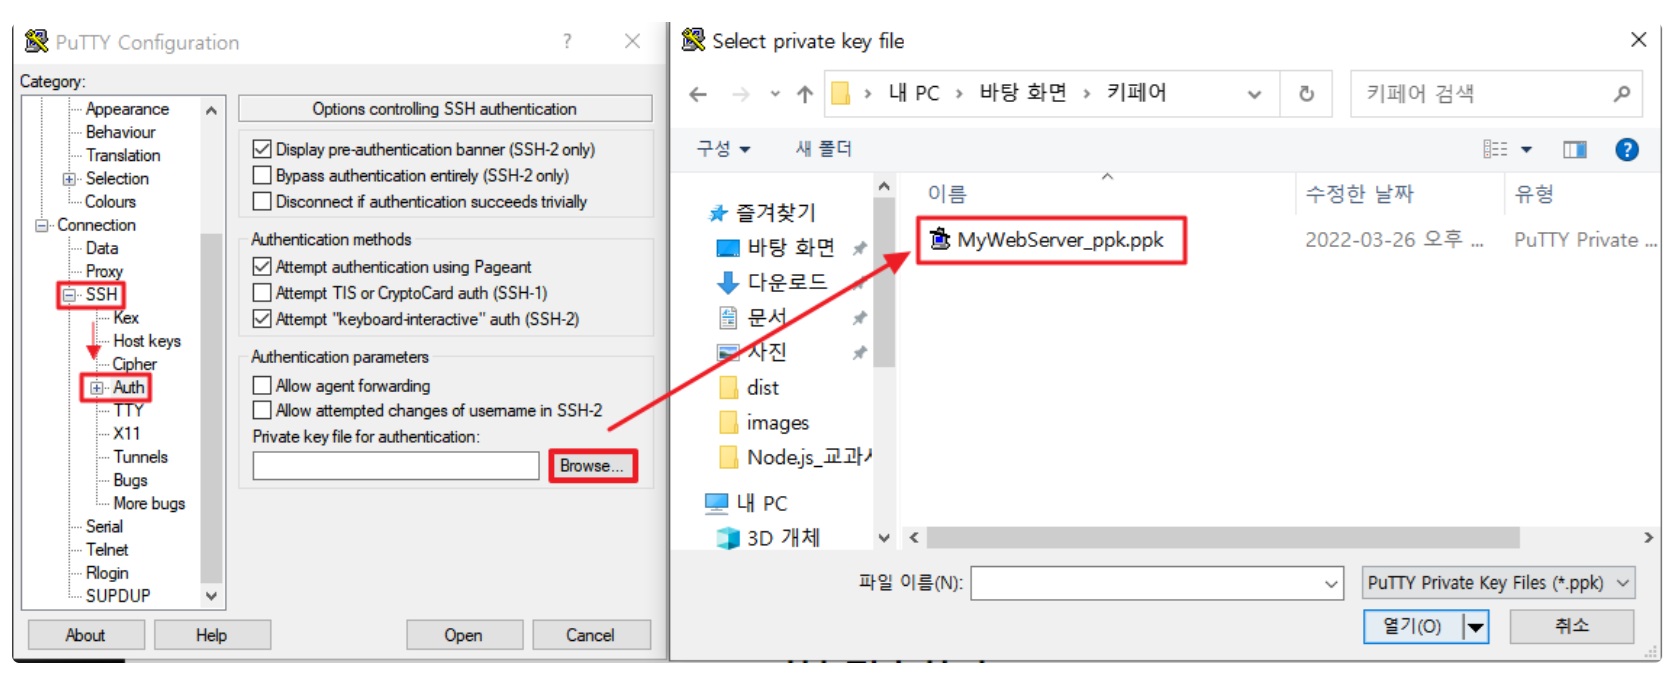 PuTTY Configuration
?
Category:
Appearance
Behaviour
Translation
Selection
Colours
Connection
Data
Proxy
SSH
Kex
Host keys
Cipher
Auth
TTY
X11
Tunnels
Bugs
More bugs
Serial
Telnet
Rlogin
SUPDUP
Options controlling SSH authentication
Display pre-authentication banner (SSH-2 only)
Bypass authentication entirely (SSH-2 only)
Disconnect if authentication succeeds trivially
Authentication methods
Attempt authentication using Pageant
Attempt TIS or CryptoCard auth (SSH-1)
Attempt "keyboard-interactive" auth (SSH-2)
Authentication parameters
Allow agent forwarding
Allow attempted changes of username in SSH-2
Private key file for authentication:
Browse...
About Help Open Cancel
Select private key file
내 PC › 바탕 화면 › 키페어
키페어 검색
구성 새 폴더
?
즐겨찾기
바탕 화면
다운로드
문서
사진
dist
images
Node.js_교과서
내 PC
3D 개체
이름 수정한 날짜 유형
MyWebServer_ppk.ppk 2022-03-26 오후 ... PuTTY Private ...
파일 이름(N):
PuTTY Private Key Files (*.ppk)
열기(O) 취소